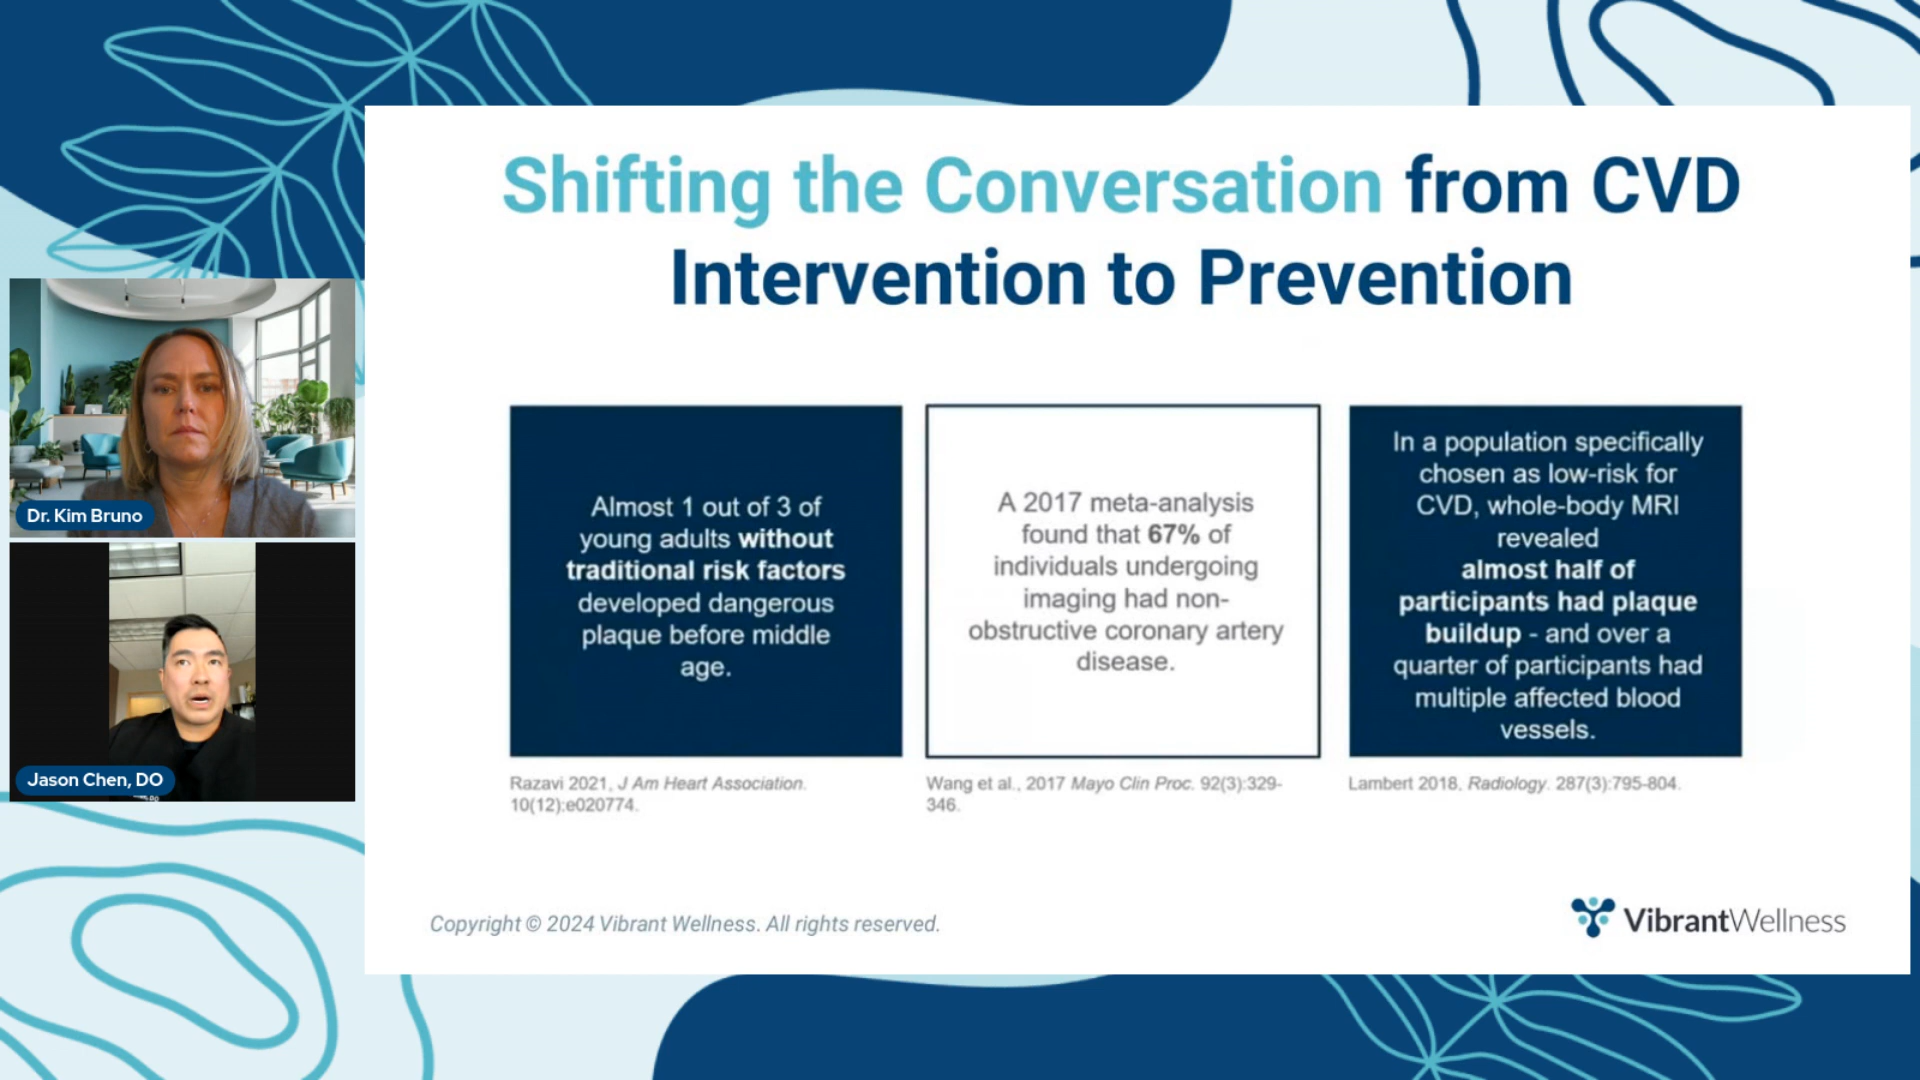 Shifting the Conversation from CVD
Intervention to Prevention
Dr. Kim Bruno
Jason Chen, DO
Almost 1 out of 3 of
young adults without
traditional risk factors
developed dangerous
plaque before middle
age.
Razavi 2021, J Am Heart Association.
10(12):e020774.
A 2017 meta-analysis
found that 67% of
individuals undergoing
imaging had non-
obstructive coronary artery
disease.
Wang et al., 2017 Mayo Clin Proc. 92(3):329-
346.
In a population specifically
chosen as low-risk for
CVD, whole-body MRI
revealed
almost half of
participants had plaque
buildup - and over a
quarter of participants had
multiple affected blood
vessels.
Lambert 2018, Radiology. 287(3):795-804.
Copyright © 2024 Vibrant Wellness. All rights reserved.
VibrantWellness